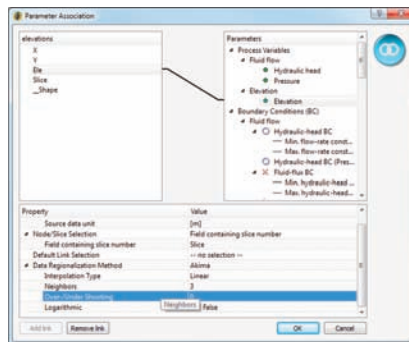 Parameter Association
elevations
X
Y
Ele
Slice
__Shape
Parameters
Process Variables
Fluid flow
Hydraulic head
Pressure
Elevation
Elevation
Boundary Conditions (BC)
Fluid flow
Hydraulic-head BC
Min. flow-rate const...
Max. flow-rate const...
Hydraulic-head BC (Pres...
Fluid-flux BC
Min. hydraulic-head ...
Max. hydraulic-head...
Property Value
Source data unit [m]
Node/Slice Selection Field containing slice number
Field containing slice number Slice
Default Link Selection -- no selection --
Data Regionalization Method Akima
Interpolation Type Linear
Neighbors 3
Over-/Under Shooting
Neighbors
Logarithmic False
Add link Remove link OK Cancel